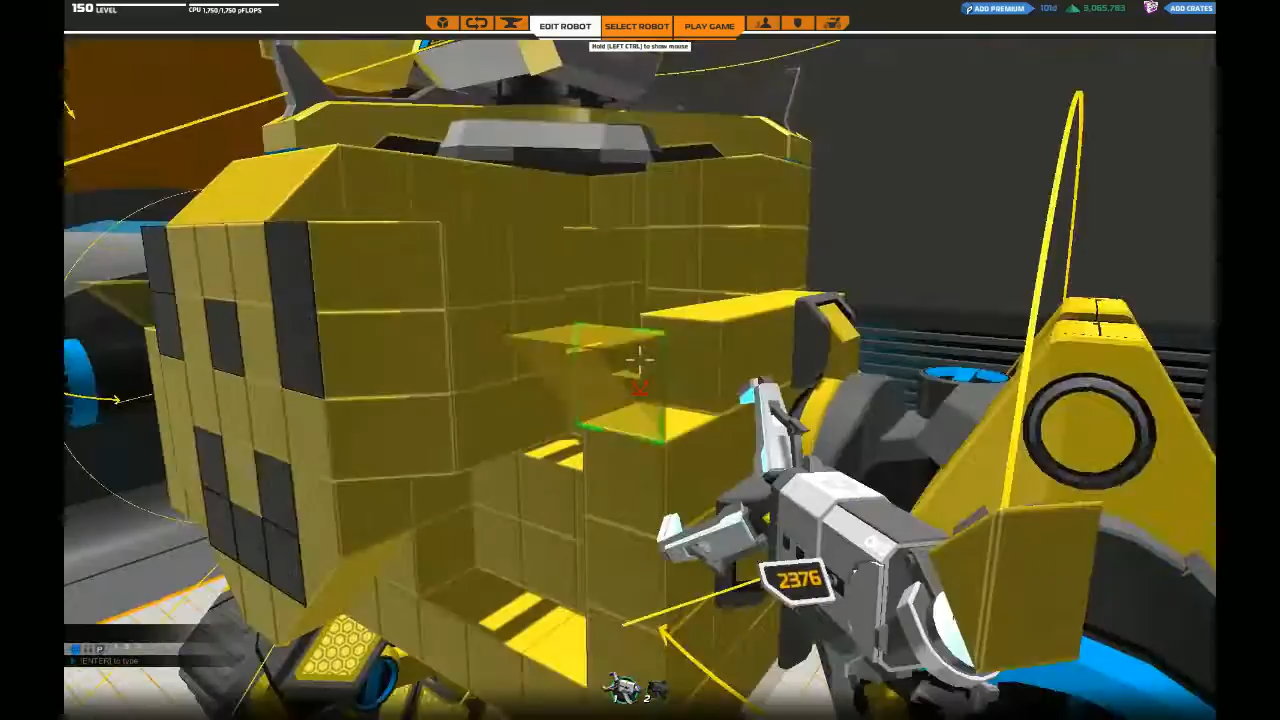 150 LEVEL
CPU 1,750/1,750 pFLOPS
EDIT ROBOT
SELECT ROBOT
PLAY GAME
ADD PREMIUM
101d
3,065,783
ADD CRATES
Hold [LEFT CTRL] to show mouse
2376
[ENTER] to type
2